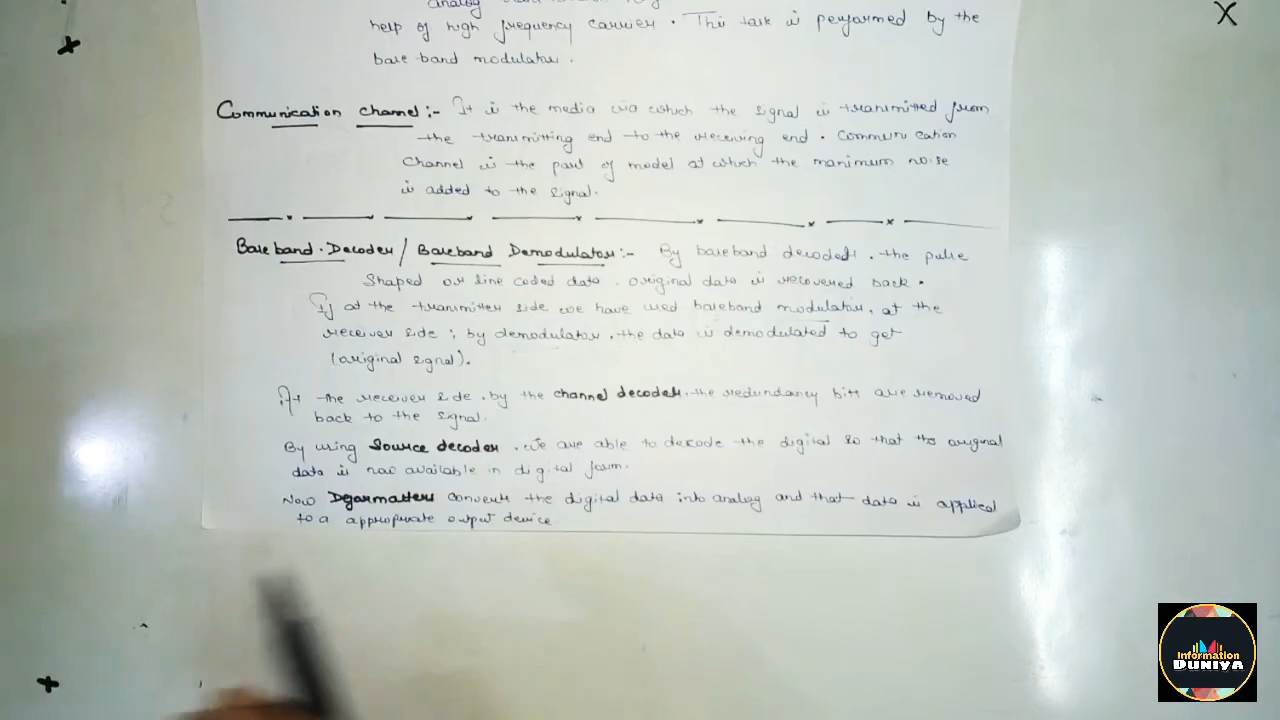 analog
help of high frequency carrier. This task is performed by the
base band modulator.
Communication channel:- It is the media via which the signal is transmitted from
the transmitting end to the receiving end. Communication
Channel is the part of model at which the maximum noise
is added to the signal.
Baseband Decoder / Baseband Demodulator:- By baseband decoder, the pulse
Shaped or line coded data, original data is recovered back.
If at the transmitter side we have used baseband modulator, at the
receiver side; by demodulator, the data is demodulated to get
(original signal).
At the receiver side, by the channel decoder, the redundancy bits are removed
back to the signal.
By using Source decoder, we are able to decode the digital so that the original
data is now available in digital form.
Now Deformatters converts the digital data into analog and that data is applied
to a appropriate output device.
Information
DUNIYA